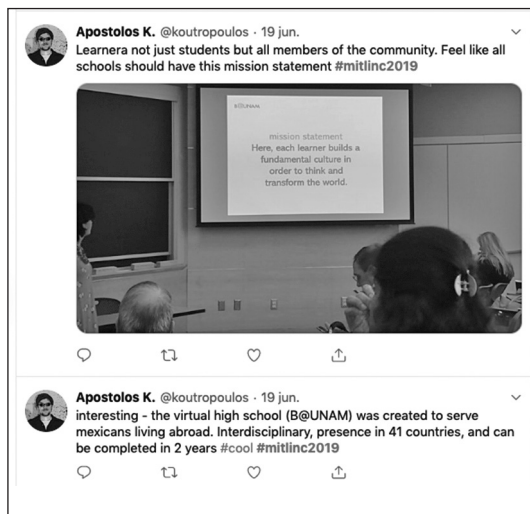 Apostolos K. @koutropoulos · 19 jun.
Learnera not just students but all members of the community. Feel like all
schools should have this mission statement #mitlinc2019
B@UNAM
mission statement
Here, each learner builds a
fundamental culture in
order to think and
transform the world.
Apostolos K. @koutropoulos · 19 jun.
interesting - the virtual high school (B@UNAM) was created to serve
mexicans living abroad. Interdisciplinary, presence in 41 countries, and can
be completed in 2 years #cool #mitlinc2019